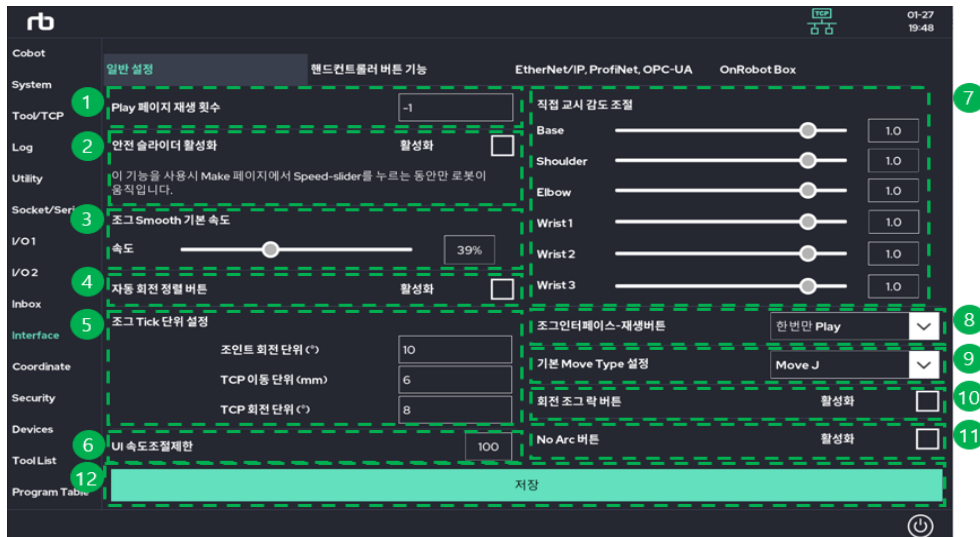 rb
TCP
01-27
19:48
Cobot
System
Tool/TCP
Log
Utility
Socket/Seri
I/O 1
I/O 2
Inbox
Interface
Coordinate
Security
Devices
Tool List
Program Table
일반 설정
핸드컨트롤러 버튼 기능
EtherNet/IP, ProfiNet, OPC-UA
OnRobot Box
1
Play 페이지 재생 횟수
-1
2
안전 슬라이더 활성화
활성화
이 기능을 사용시 Make 페이지에서 Speed-slider를 누르는 동안만 로봇이
움직입니다.
3
조그 Smooth 기본 속도
속도
39%
4
자동 회전 정렬 버튼
활성화
5
조그 Tick 단위 설정
조인트 회전 단위 (°)
10
TCP 이동 단위 (mm)
6
TCP 회전 단위 (°)
8
6
UI 속도조절제한
100
7
직접 교시 감도 조절
Base
1.0
Shoulder
1.0
Elbow
1.0
Wrist 1
1.0
Wrist 2
1.0
Wrist 3
1.0
8
조그인터페이스-재생버튼
한번만 Play
9
기본 Move Type 설정
Move J
10
회전 조그 락 버튼
활성화
11
No Arc 버튼
활성화
12
저장